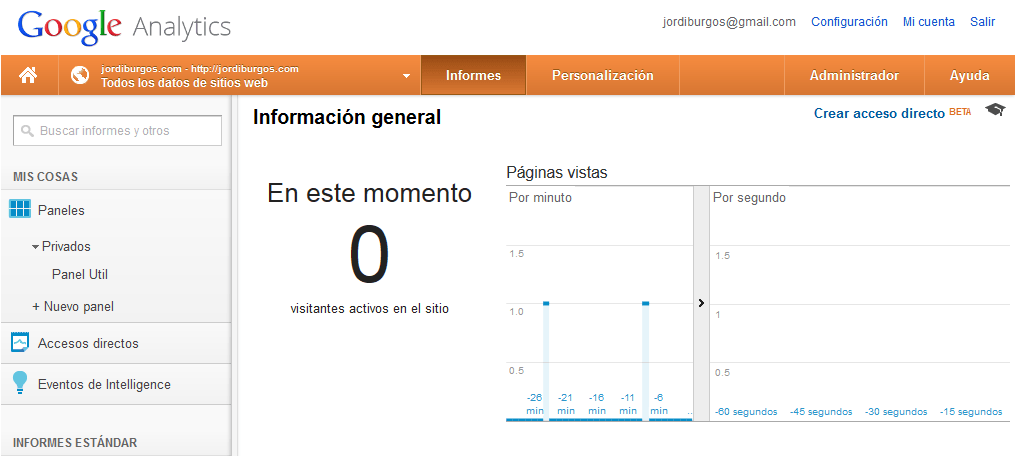 Google Analytics
jordiburgos@gmail.com Configuración Mi cuenta Salir
jordiburgos.com - http://jordiburgos.com
Todos los datos de sitios web
Informes Personalización Administrador Ayuda
Buscar informes y otros
MIS COSAS
Paneles
Privados
Panel Util
+ Nuevo panel
Accesos directos
Eventos de Intelligence
INFORMES ESTÁNDAR
Información general
Crear acceso directo BETA
En este momento
0
visitantes activos en el sitio
Páginas vistas
Por minuto
1.5
1.0
0.5
-26 min -21 min -16 min -11 min -6 min ..
Por segundo
1.5
1
0.5
-60 segundos -45 segundos -30 segundos -15 segundos